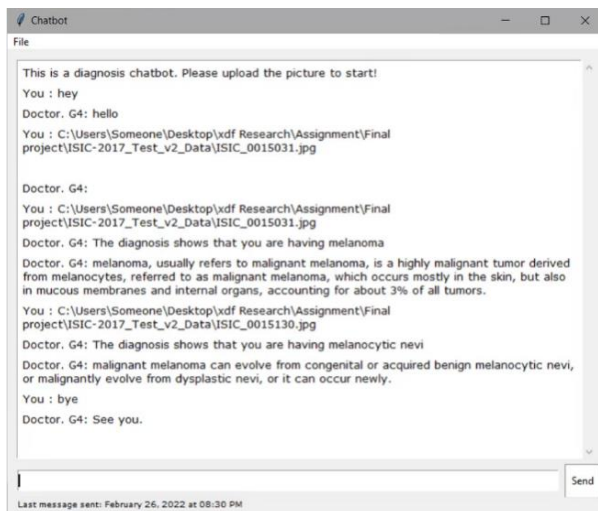 Chatbot
File
This is a diagnosis chatbot. Please upload the picture to start!
You : hey
Doctor. G4: hello
You : C:\Users\Someone\Desktop\xdf Research\Assignment\Final
project\ISIC-2017_Test_v2_Data\ISIC_0015031.jpg
Doctor. G4:
You : C:\Users\Someone\Desktop\xdf Research\Assignment\Final
project\ISIC-2017_Test_v2_Data\ISIC_0015031.jpg
Doctor. G4: The diagnosis shows that you are having melanoma
Doctor. G4: melanoma, usually refers to malignant melanoma, is a highly malignant tumor derived
from melanocytes, referred to as malignant melanoma, which occurs mostly in the skin, but also
in mucous membranes and internal organs, accounting for about 3% of all tumors.
You : C:\Users\Someone\Desktop\xdf Research\Assignment\Final
project\ISIC-2017_Test_v2_Data\ISIC_0015130.jpg
Doctor. G4: The diagnosis shows that you are having melanocytic nevi
Doctor. G4: malignant melanoma can evolve from congenital or acquired benign melanocytic nevi,
or malignantly evolve from dysplastic nevi, or it can occur newly.
You : bye
Doctor. G4: See you.
Send
Last message sent: February 26, 2022 at 08:30 PM